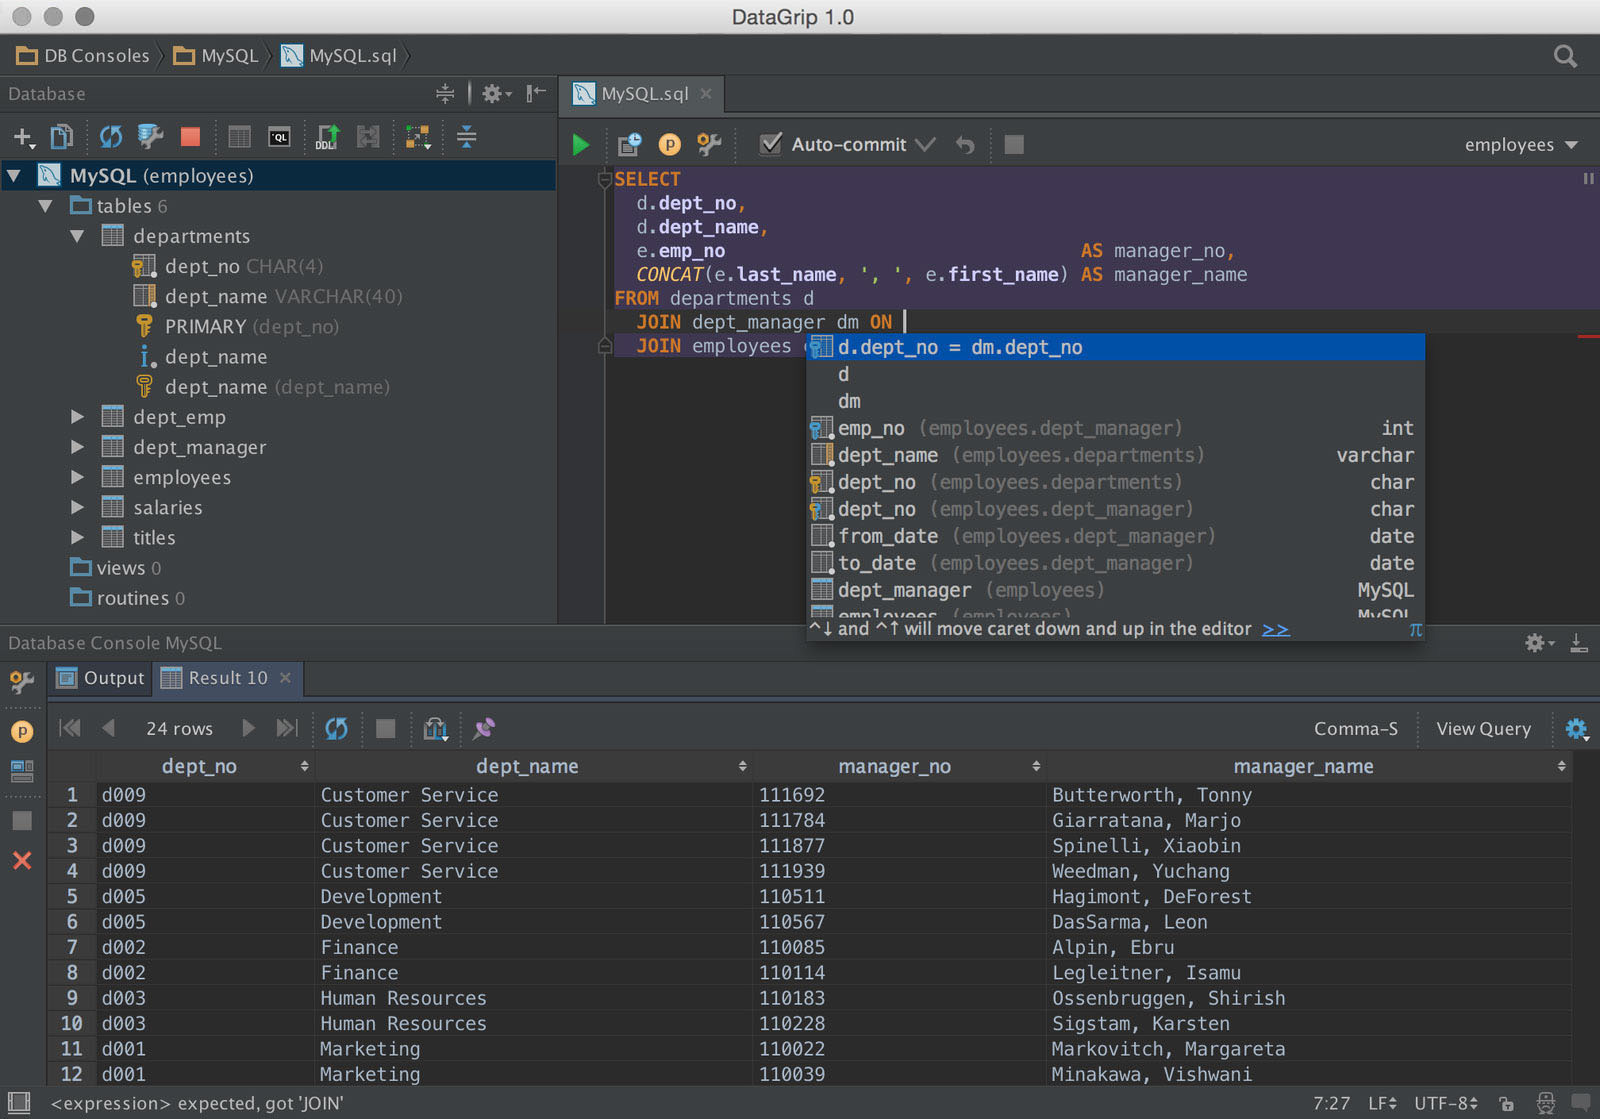 DataGrip 1.0
DB Consoles MySQL MySQL.sql
Database
MySQL.sql
DDL QL
p Auto-commit employees
MySQL (employees)
tables 6
departments
dept_no CHAR(4)
dept_name VARCHAR(40)
PRIMARY (dept_no)
dept_name
dept_name (dept_name)
dept_emp
dept_manager
employees
salaries
titles
views 0
routines 0
SELECT
d.dept_no,
d.dept_name,
e.emp_no AS manager_no,
CONCAT(e.last_name, ', ', e.first_name) AS manager_name
FROM departments d
JOIN dept_manager dm ON
JOIN employees
d.dept_no = dm.dept_no
d
dm
emp_no (employees.dept_manager) int
dept_name (employees.departments) varchar
dept_no (employees.departments) char
dept_no (employees.dept_manager) char
from_date (employees.dept_manager) date
to_date (employees.dept_manager) date
dept_manager (employees) MySQL
employees (employees) MySQL
^↓ and ^↑ will move caret down and up in the editor >> π
Database Console MySQL
Output Result 10
p
24 rows Comma-S View Query
dept_no dept_name manager_no manager_name
1 d009 Customer Service 111692 Butterworth, Tonny
2 d009 Customer Service 111784 Giarratana, Marjo
3 d009 Customer Service 111877 Spinelli, Xiaobin
4 d009 Customer Service 111939 Weedman, Yuchang
5 d005 Development 110511 Hagimont, DeForest
6 d005 Development 110567 DasSarma, Leon
7 d002 Finance 110085 Alpin, Ebru
8 d002 Finance 110114 Legleitner, Isamu
9 d003 Human Resources 110183 Ossenbruggen, Shirish
10 d003 Human Resources 110228 Sigstam, Karsten
11 d001 Marketing 110022 Markovitch, Margareta
12 d001 Marketing 110039 Minakawa, Vishwani
<expression> expected, got 'JOIN' 7:27 LF UTF-8